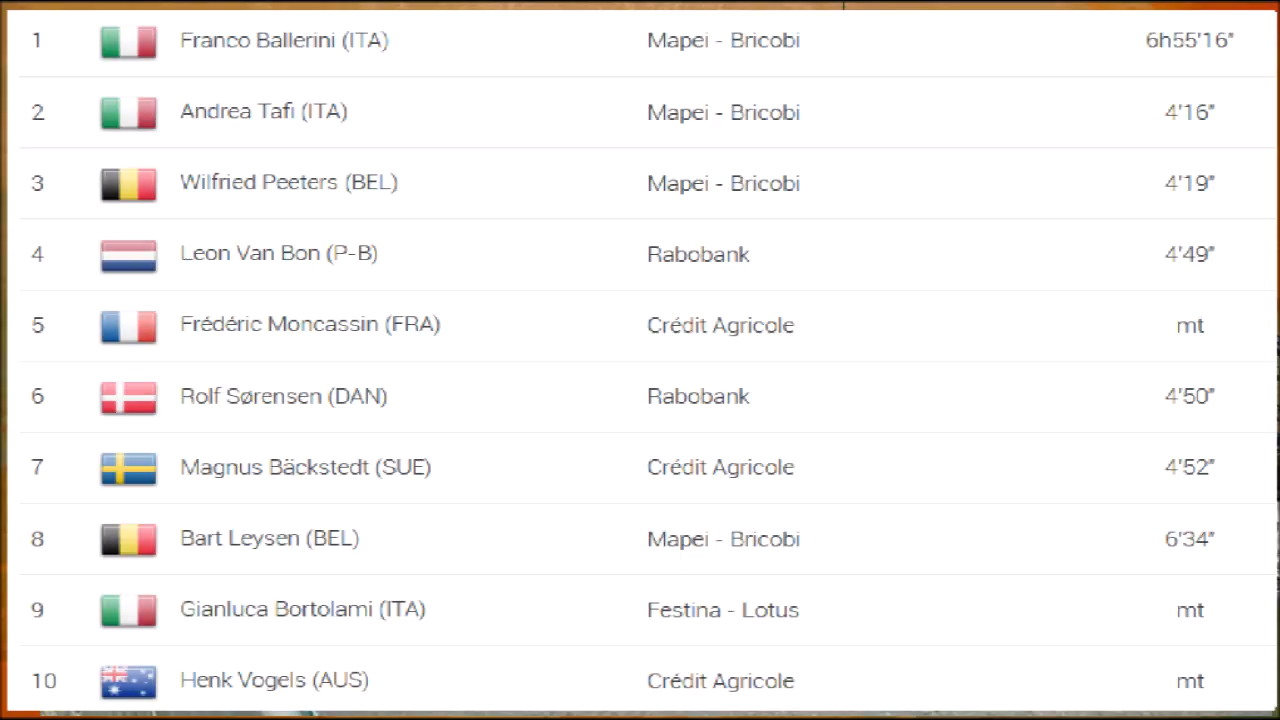 1 Franco Ballerini (ITA) Mapei - Bricobi 6h55'16”
2 Andrea Tafi (ITA) Mapei - Bricobi 4'16”
3 Wilfried Peeters (BEL) Mapei - Bricobi 4'19”
4 Leon Van Bon (P-B) Rabobank 4'49”
5 Frédéric Moncassin (FRA) Crédit Agricole mt
6 Rolf Sørensen (DAN) Rabobank 4'50”
7 Magnus Bäckstedt (SUE) Crédit Agricole 4'52”
8 Bart Leysen (BEL) Mapei - Bricobi 6'34”
9 Gianluca Bortolami (ITA) Festina - Lotus mt
10 Henk Vogels (AUS) Crédit Agricole mt